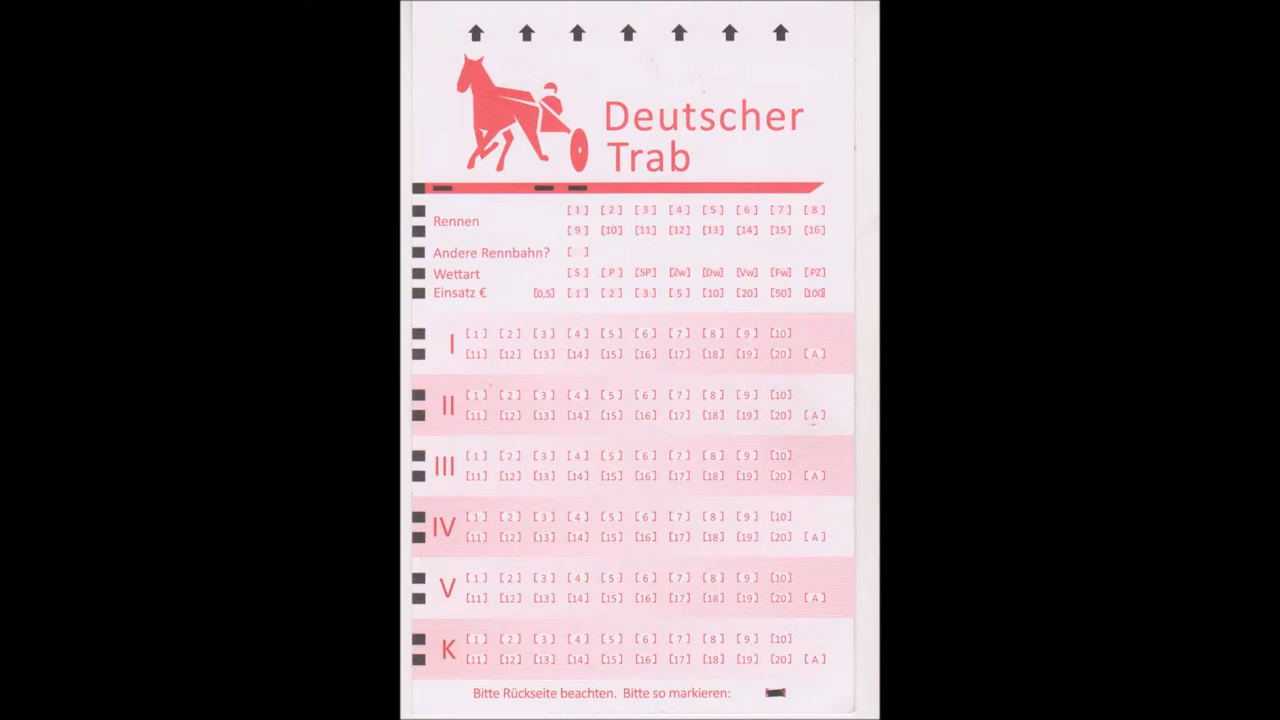 Deutscher
Trab
Rennen [1] [2] [3] [4] [5] [6] [7] [8]
[9] [10] [11] [12] [13] [14] [15] [16]
Andere Rennbahn? [ ]
Wettart [S] [P] [SP] [Zw] [Dw] [Vw] [Fw] [PZ]
Einsatz € [0,5] [1] [2] [3] [5] [10] [20] [50] [100]
I [1] [2] [3] [4] [5] [6] [7] [8] [9] [10]
[11] [12] [13] [14] [15] [16] [17] [18] [19] [20] [A]
II [1] [2] [3] [4] [5] [6] [7] [8] [9] [10]
[11] [12] [13] [14] [15] [16] [17] [18] [19] [20] [A]
III [1] [2] [3] [4] [5] [6] [7] [8] [9] [10]
[11] [12] [13] [14] [15] [16] [17] [18] [19] [20] [A]
IV [1] [2] [3] [4] [5] [6] [7] [8] [9] [10]
[11] [12] [13] [14] [15] [16] [17] [18] [19] [20] [A]
V [1] [2] [3] [4] [5] [6] [7] [8] [9] [10]
[11] [12] [13] [14] [15] [16] [17] [18] [19] [20] [A]
K [1] [2] [3] [4] [5] [6] [7] [8] [9] [10]
[11] [12] [13] [14] [15] [16] [17] [18] [19] [20] [A]
Bitte Rückseite beachten. Bitte so markieren: